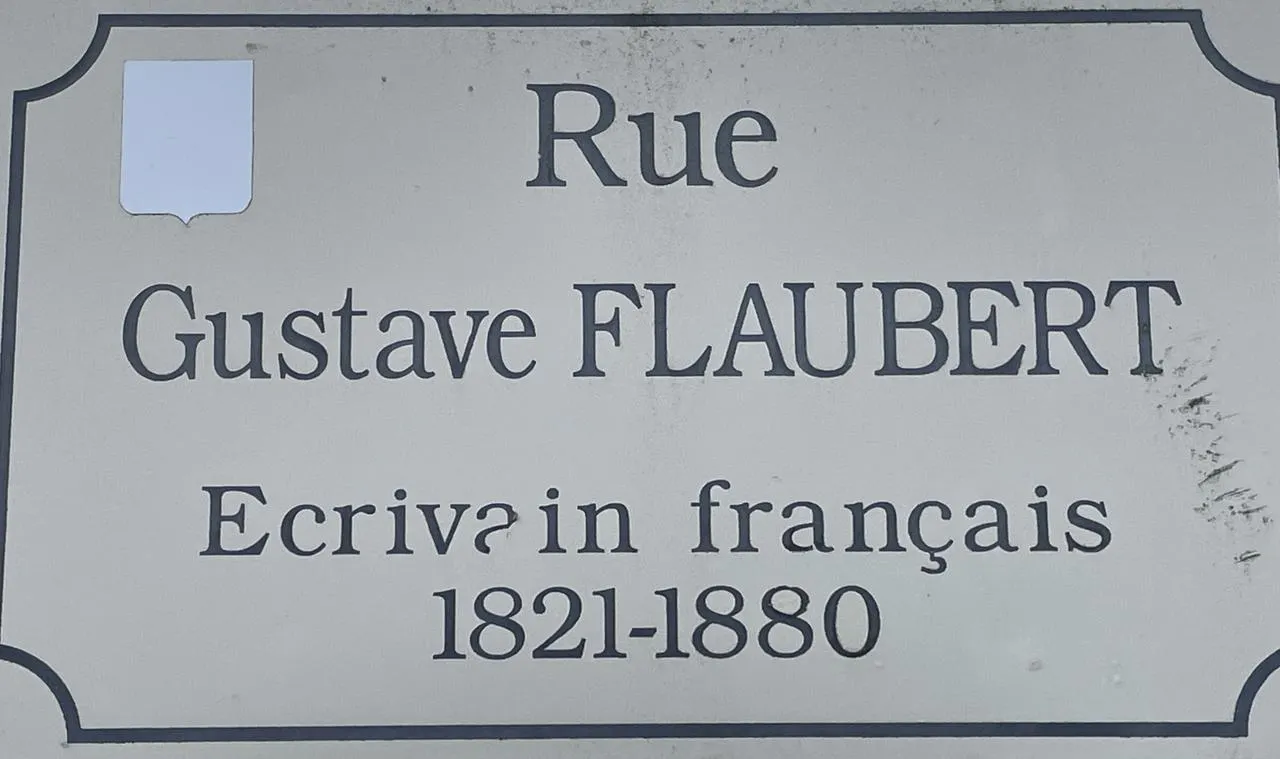 Rue
Gustave FLAUBERT
Ecrivain français
1821-1880